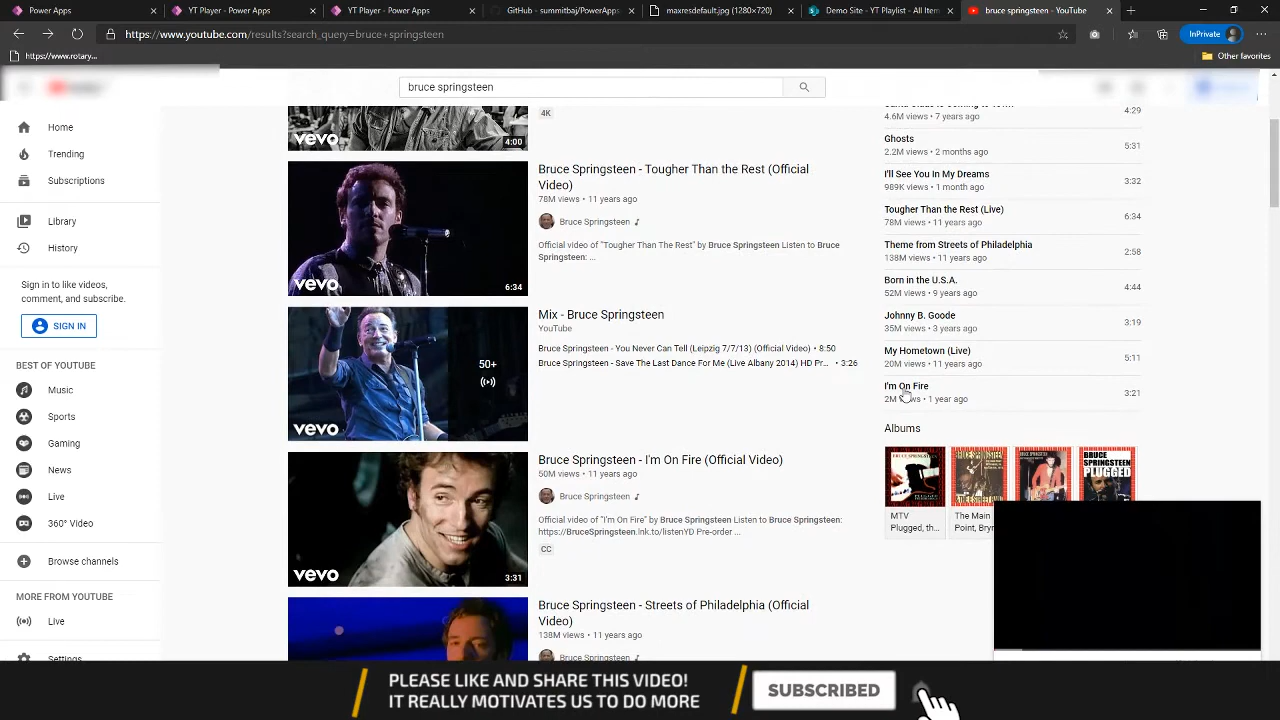 Power Apps
YT Player - Power Apps
YT Player - Power Apps
GitHub - summitbaj/PowerApps
maxresdefault.jpg (1280×720)
Demo Site - YT Playlist - All Item
bruce springsteen - YouTube
https://www.youtube.com/results?search_query=bruce+springsteen
InPrivate
https://www.rotary...
Other favorites
bruce springsteen
Home
Trending
Subscriptions
Library
History
Sign in to like videos,
comment, and subscribe.
SIGN IN
BEST OF YOUTUBE
Music
Sports
Gaming
News
Live
360° Video
Browse channels
MORE FROM YOUTUBE
Live
Settings
vevo
4:00
4K
vevo
6:34
Bruce Springsteen - Tougher Than the Rest (Official
Video)
78M views • 11 years ago
Bruce Springsteen
Official video of "Tougher Than The Rest" by Bruce Springsteen Listen to Bruce
Springsteen: ...
vevo
50+
Mix - Bruce Springsteen
YouTube
Bruce Springsteen - You Never Can Tell (Leipzig 7/7/13) (Official Video) • 8:50
Bruce Springsteen - Save The Last Dance For Me (Live Albany 2014) HD Pr... • 3:26
vevo
3:31
Bruce Springsteen - I'm On Fire (Official Video)
50M views • 11 years ago
Bruce Springsteen
Official video of "I'm On Fire" by Bruce Springsteen Listen to Bruce Springsteen:
https://BruceSpringsteen.lnk.to/listenYD Pre-order ...
CC
Bruce Springsteen - Streets of Philadelphia (Official
Video)
138M views • 11 years ago
Bruce Springsteen
4.6M views • 7 years ago
4:29
Ghosts
2.2M views • 2 months ago
5:31
I'll See You In My Dreams
989K views • 1 month ago
3:32
Tougher Than the Rest (Live)
78M views • 11 years ago
6:34
Theme from Streets of Philadelphia
138M views • 11 years ago
2:58
Born in the U.S.A.
52M views • 9 years ago
4:44
Johnny B. Goode
35M views • 3 years ago
3:19
My Hometown (Live)
20M views • 11 years ago
5:11
I'm On Fire
2M views • 1 year ago
3:21
Albums
BRUCE
SPRINGSTEEN
PLUGGED
MTV
Plugged, th...
The Main
Point, Bryn
PLEASE LIKE AND SHARE THIS VIDEO!
IT REALLY MOTIVATES US TO DO MORE
SUBSCRIBED